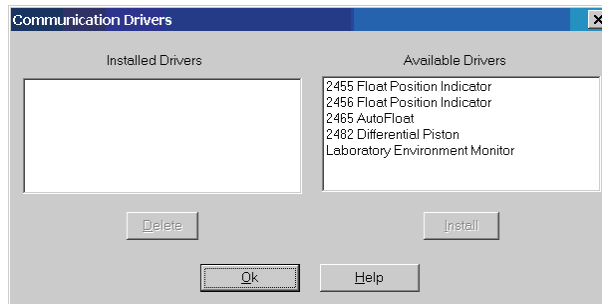 Communication Drivers
Installed Drivers
Available Drivers
2455 Float Position Indicator
2456 Float Position Indicator
2465 AutoFloat
2482 Differential Piston
Laboratory Environment Monitor
Delete
Install
Ok
Help